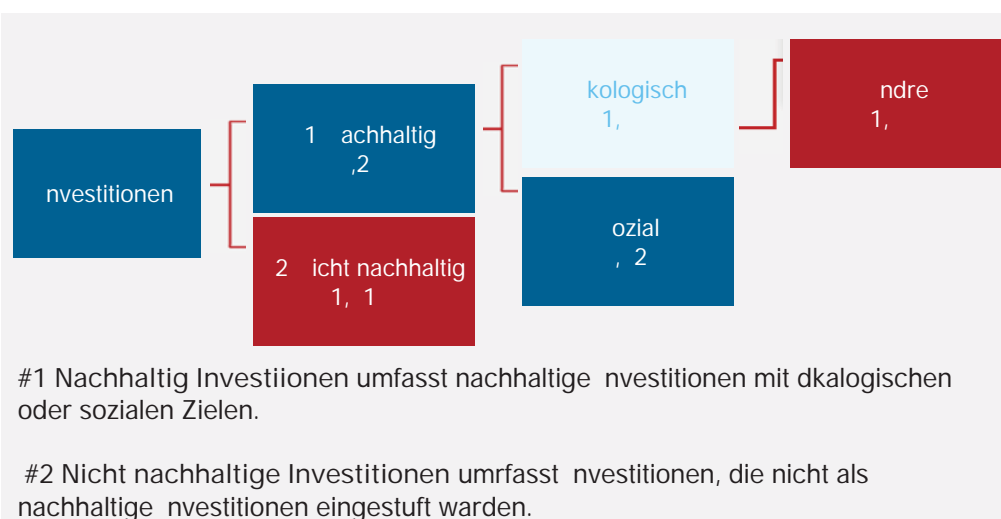 nvestitionen
1 achhaltig
,2
2 icht nachhaltig
1, 1
kologisch
1,
ozial
, 2
ndre
1,
#1 Nachhaltig Investiionen umfasst nachhaltige nvestitionen mit dkalogischen
oder sozialen Zielen.
#2 Nicht nachhaltige Investitionen umrfasst nvestitionen, die nicht als
nachhaltige nvestitionen eingestuft warden.